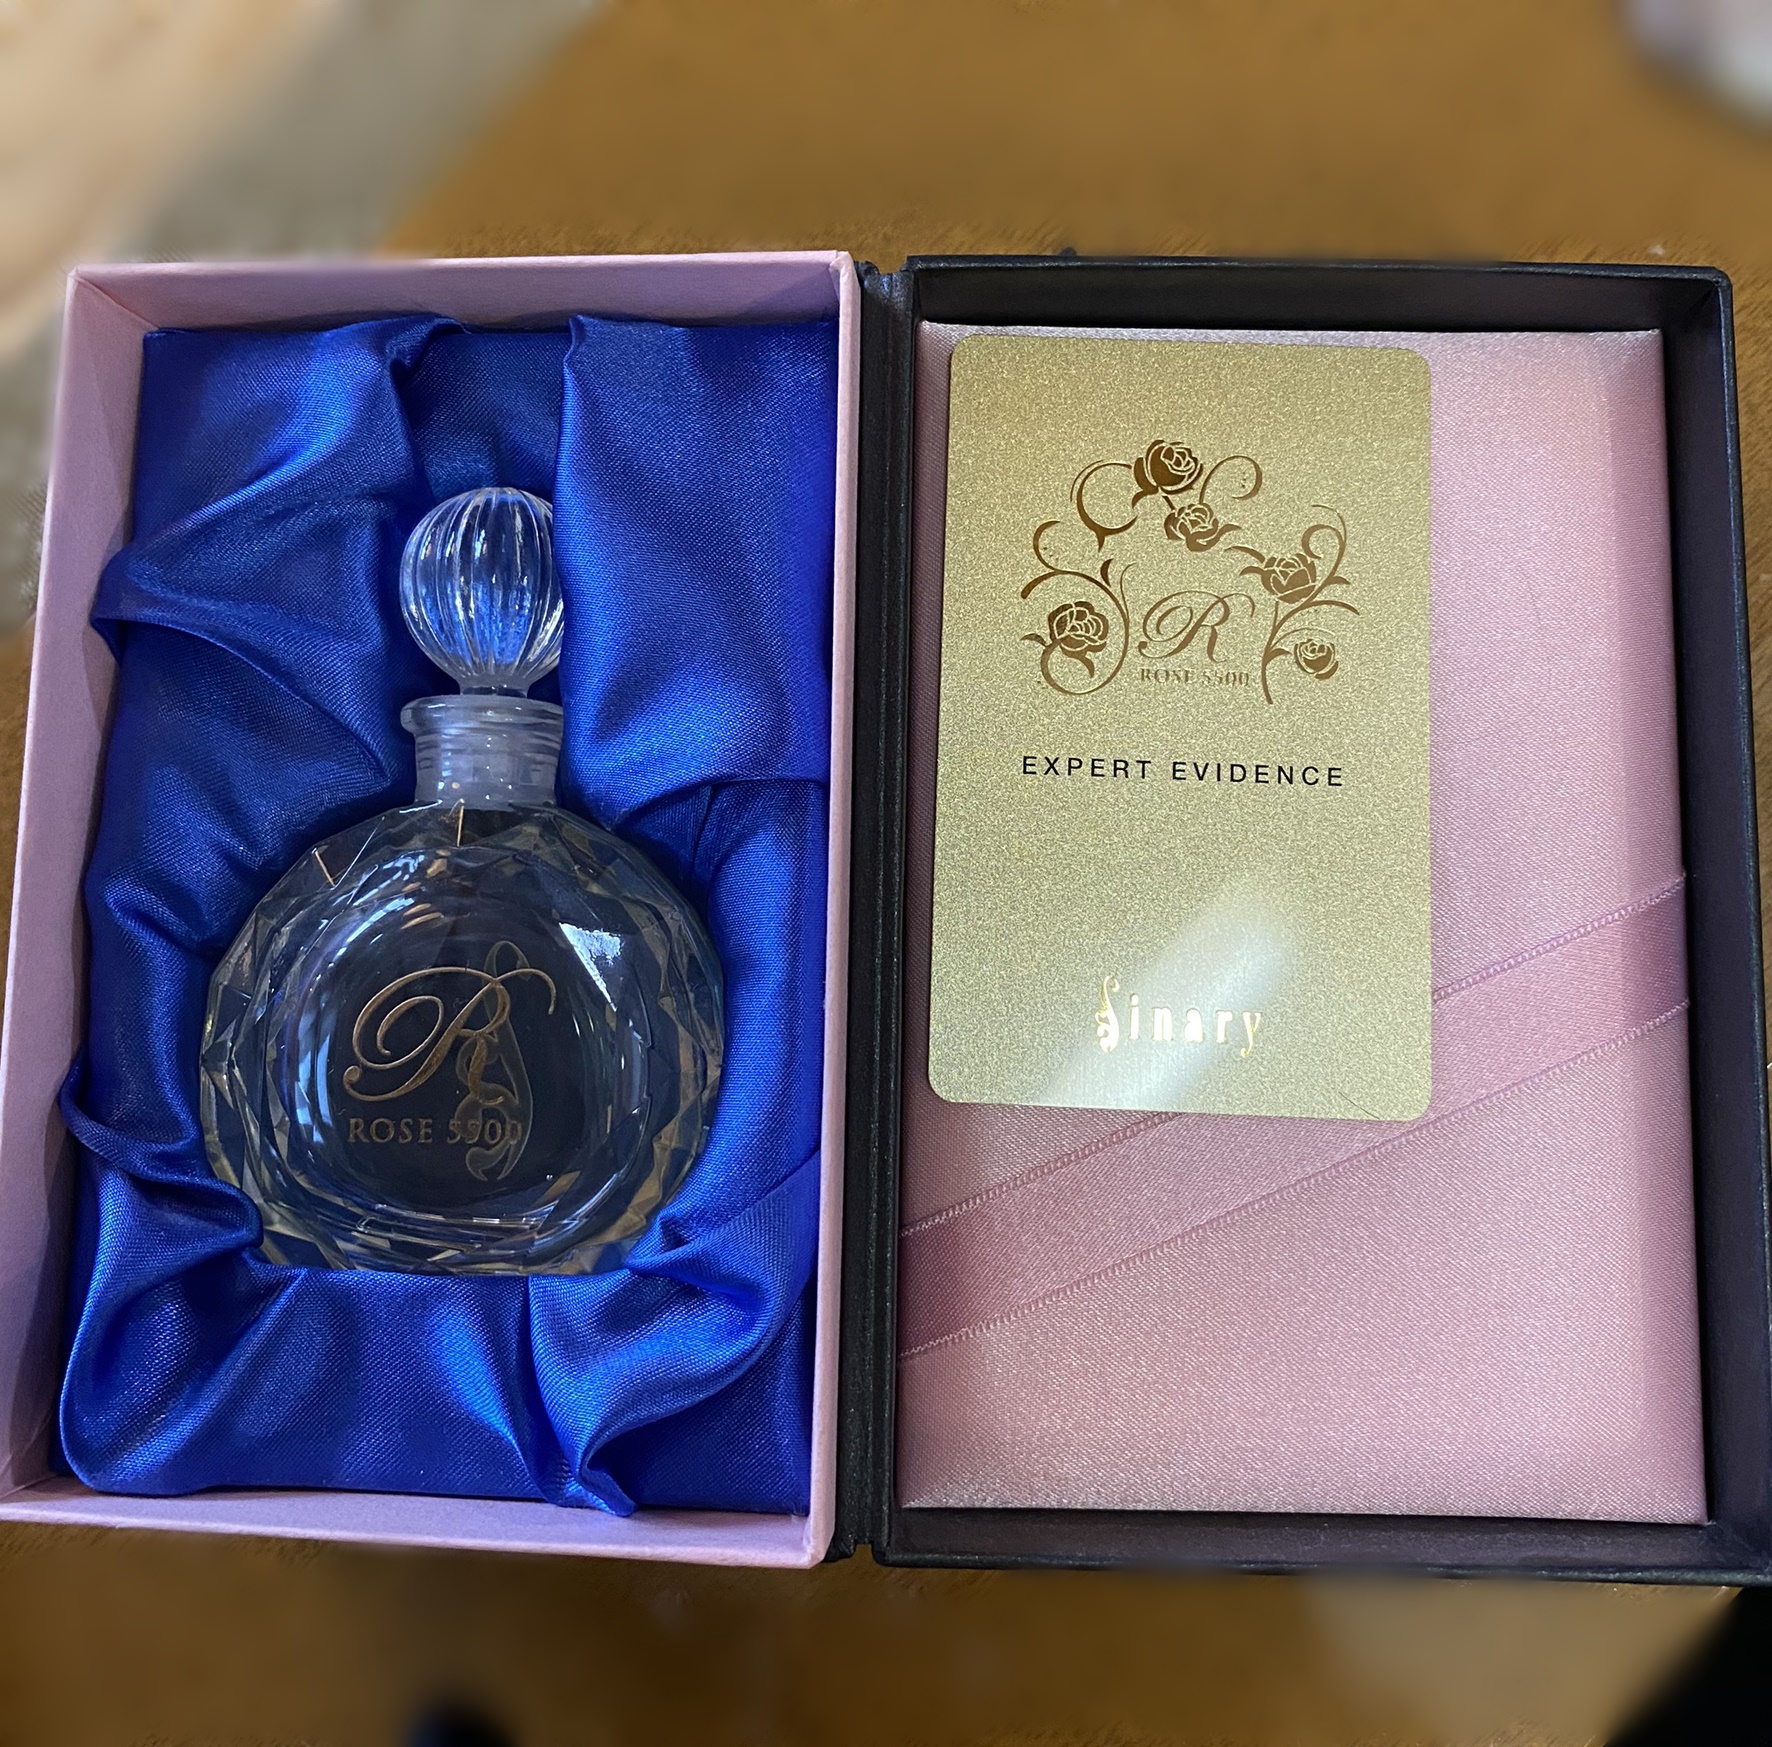 R
ROSE 5500
R
ROSE 5500
EXPERT EVIDENCE
Sinary